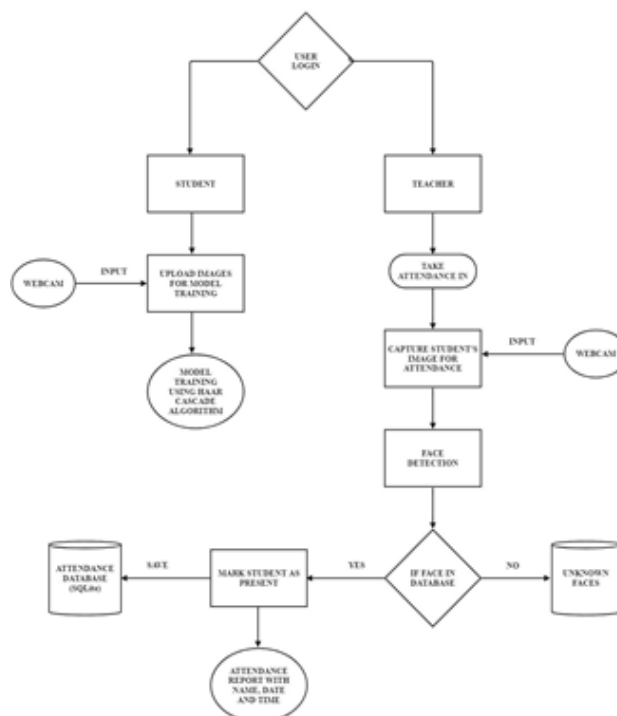 USER
LOGIN
STUDENT
TEACHER
TAKE
ATTENDANCE IN
WEBCAM
INPUT
UPLOAD IMAGES
FOR MODEL
TRAINING
CAPTURE STUDENT'S
IMAGE FOR
ATTENDANCE
INPUT
WEBCAM
MODEL
TRAINING
USING HAAR
CASCADE
ALGORITHM
FACE
DETECTION
ATTENDANCE
DATABASE
(SQLite)
SAVE
MARK STUDENT AS
PRESENT
YES
IF FACE IN
DATABASE
NO
UNKNOWN
FACES
ATTENDANCE
REPORT WITH
NAME, DATE
AND TIME